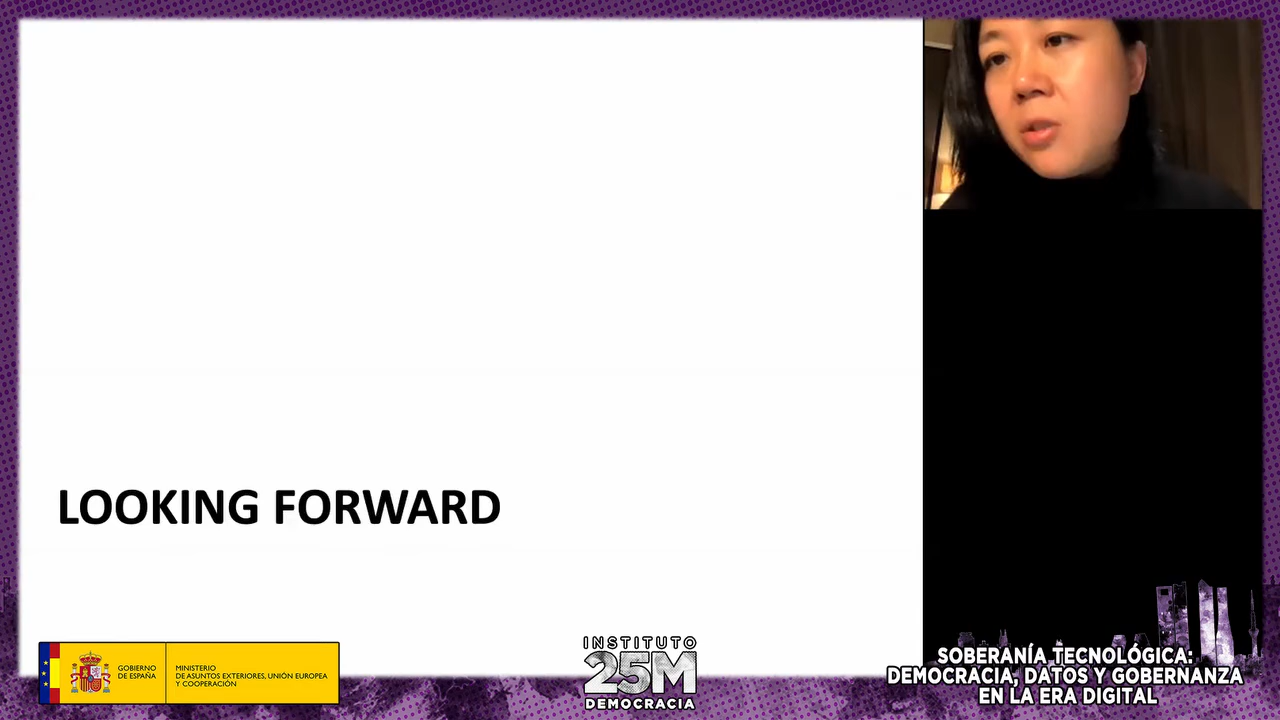 LOOKING FORWARD
GOBIERNO
DE ESPAÑA
MINISTERIO
DE ASUNTOS EXTERIORES, UNIÓN EUROPEA
Y COOPERACIÓN
INSTITUTO
25M
DEMOCRACIA
SOBERANÍA TECNOLÓGICA:
DEMOCRACIA, DATOS Y GOBERNANZA
EN LA ERA DIGITAL